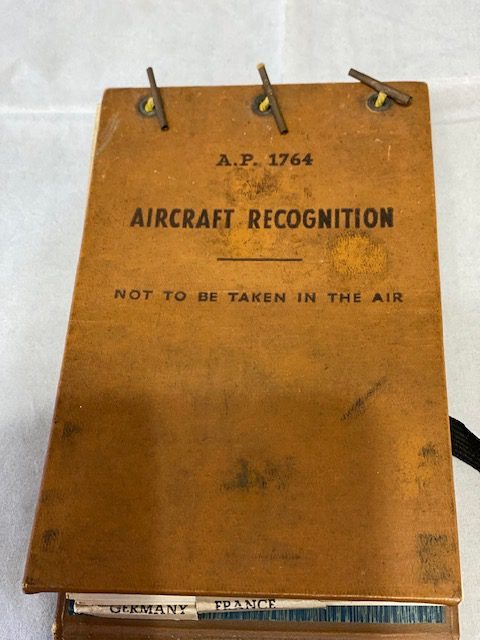 A.P. 1764
AIRCRAFT RECOGNITION
NOT TO BE TAKEN IN THE AIR
GERMANY FRANCE